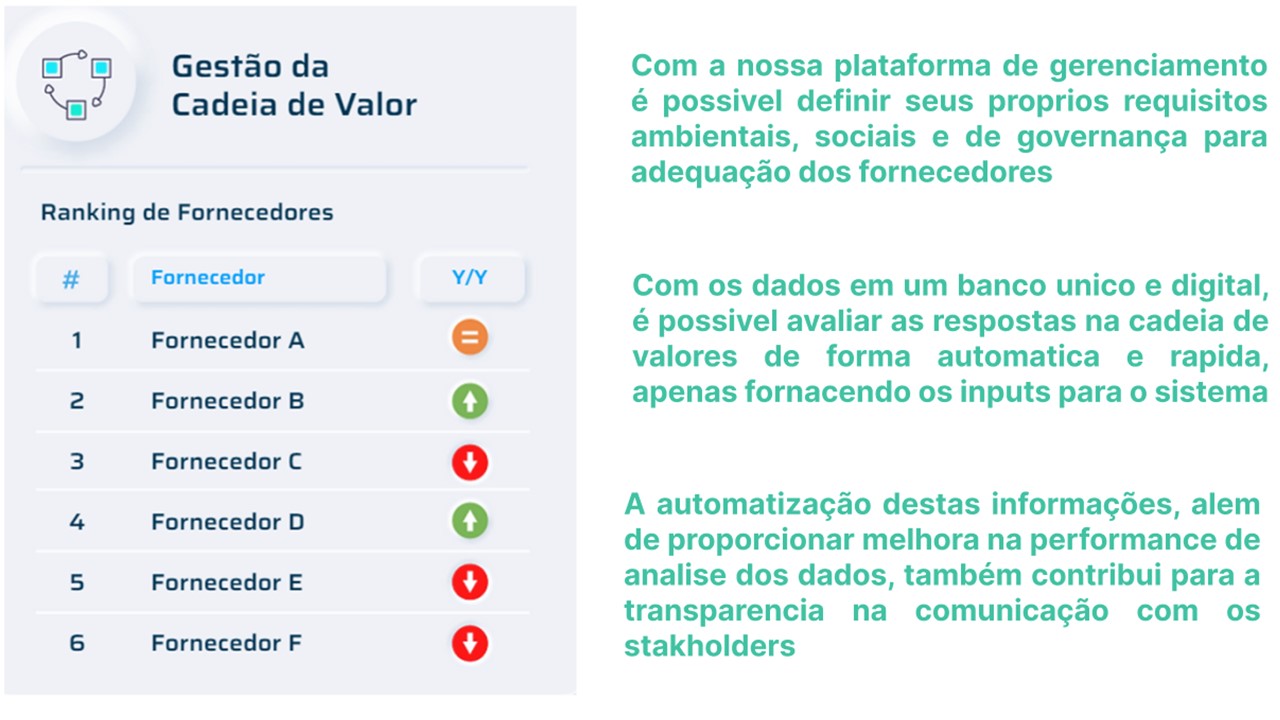 Gestão da
Cadeia de Valor
Ranking de Fornecedores
# Fornecedor Y/Y
1 Fornecedor A =
2 Fornecedor B
3 Fornecedor C
4 Fornecedor D
5 Fornecedor E
6 Fornecedor F
Com a nossa plataforma de gerenciamento
é possivel definir seus proprios requisitos
ambientais, sociais e de governança para
adequação dos fornecedores
Com os dados em um banco unico e digital,
é possivel avaliar as respostas na cadeia de
valores de forma automatica e rapida,
apenas fornacendo os inputs para o sistema
A automatização destas informações, alem
de proporcionar melhora na performance de
analise dos dados, também contribui para a
transparencia na comunicação com os
stakholders